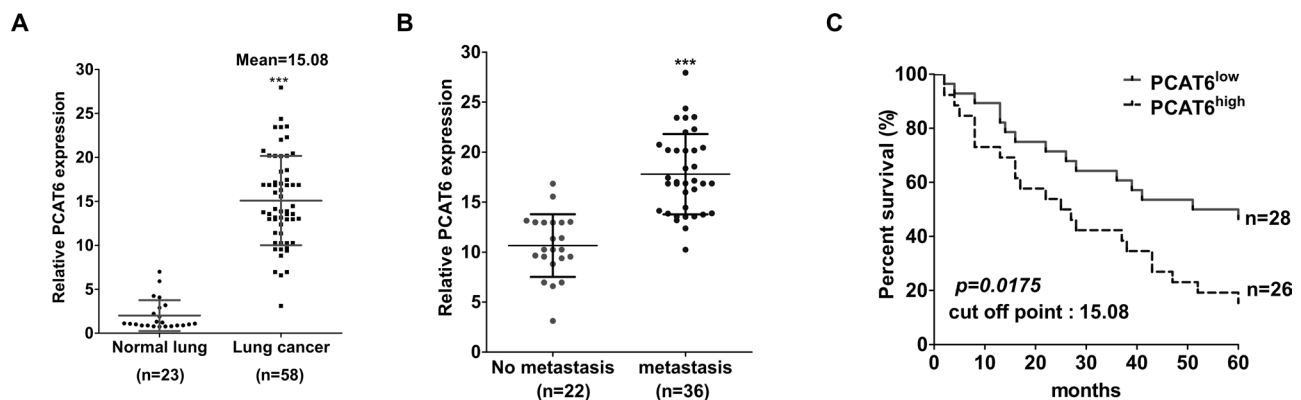 A
Mean=15.08
***
Relative PCAT6 expression
30
25
20
15
10
5
0
Normal lung
Lung cancer
(n=23)
(n=58)
B
***
Relative PCAT6 expression
30
25
20
15
10
5
0
No metastasis
metastasis
(n=22)
(n=36)
C
PCAT6low
PCAT6high
Percent survival (%)
100
80
60
40
20
0
n=28
n=26
p=0.0175
cut off point : 15.08
0 10 20 30 40 50 60
months